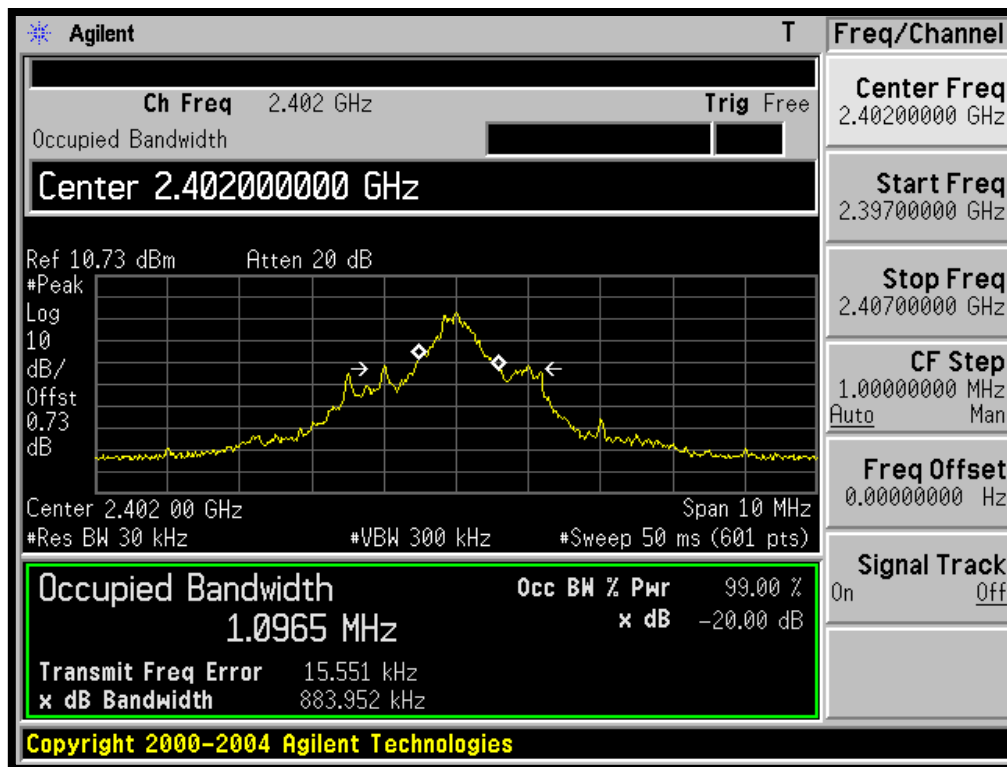 Agilent T
Ch Freq 2.402 GHz Trig Free
Occupied Bandwidth
Center 2.402000000 GHz
Ref 10.73 dBm Atten 20 dB
#Peak
Log
10
dB/
Offst
0.73
dB
Center 2.402 00 GHz Span 10 MHz
#Res BW 30 kHz #VBW 300 kHz #Sweep 50 ms (601 pts)
Occupied Bandwidth Occ BW % Pwr 99.00 %
1.0965 MHz x dB -20.00 dB
Transmit Freq Error 15.551 kHz
x dB Bandwidth 883.952 kHz
Copyright 2000-2004 Agilent Technologies
Freq/Channel
Center Freq
2.40200000 GHz
Start Freq
2.39700000 GHz
Stop Freq
2.40700000 GHz
CF Step
1.00000000 MHz
Auto Man
Freq Offset
0.00000000 Hz
Signal Track
On Off